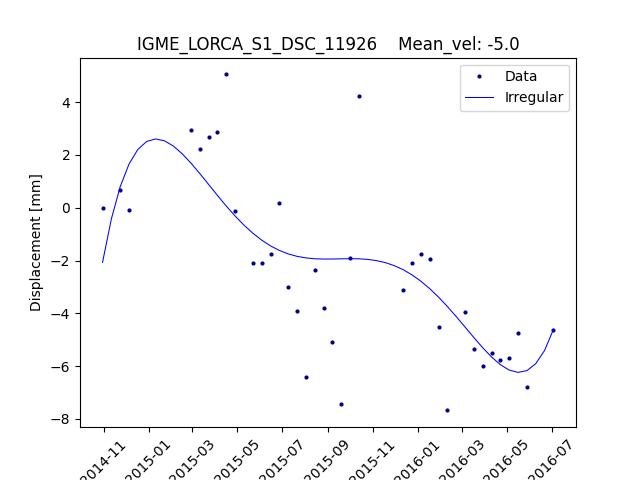 IGME_LORCA_S1_DSC_11926    Mean_vel: -5.0
Data
Irregular
Displacement [mm]
4
2
0
−2
−4
−6
−8
2014-11 2015-01 2015-03 2015-05 2015-07 2015-09 2015-11 2016-01 2016-03 2016-05 2016-07